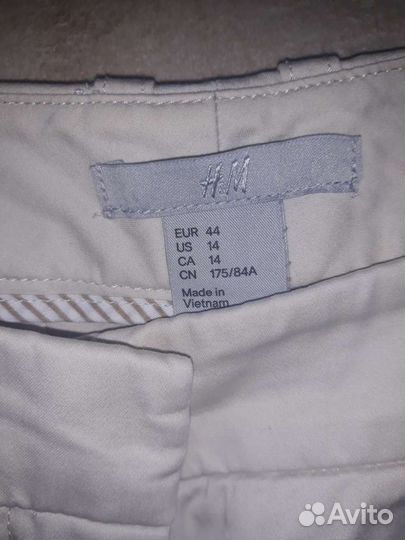 H&M
EUR 44
US 14
CA 14
CN 175/84A
Made in
Vietnam
Avito